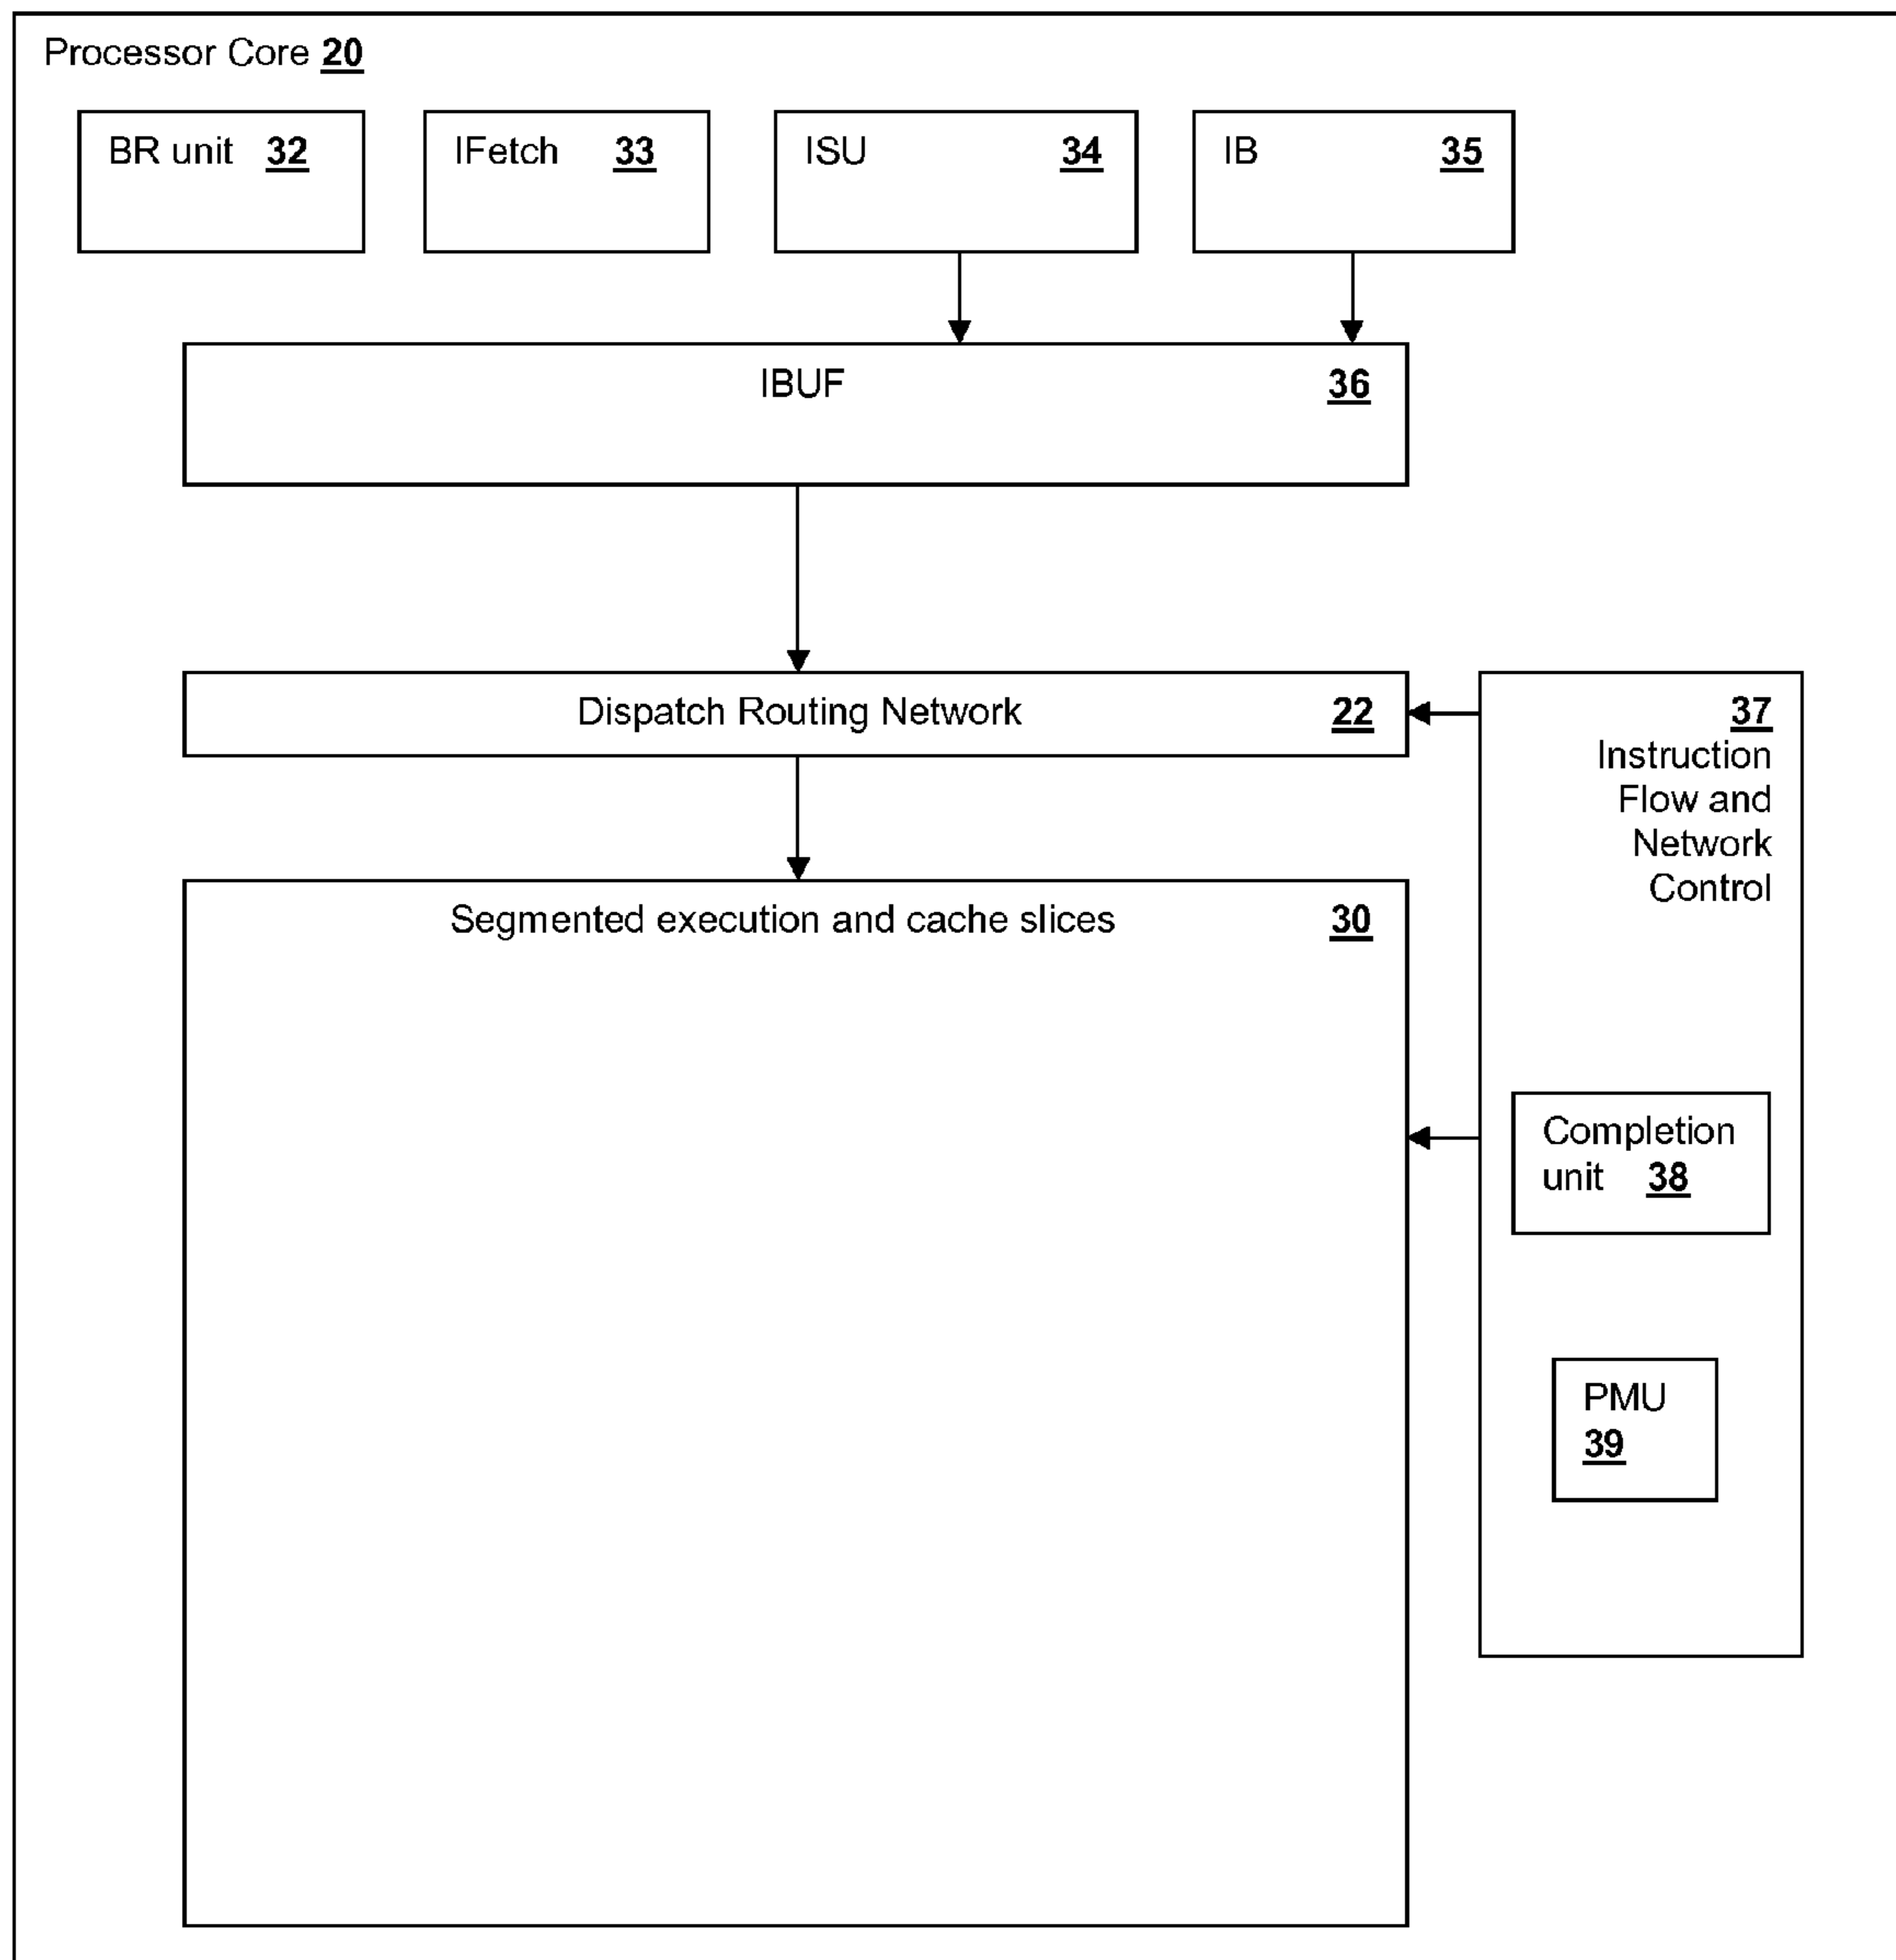 Processor Core 20
BR unit 32
IFetch 33
ISU 34
IB 35
IBUF 36
Dispatch Routing Network 22
37
Instruction
Flow and
Network
Control
Segmented execution and cache slices 30
Completion
unit 38
PMU
39